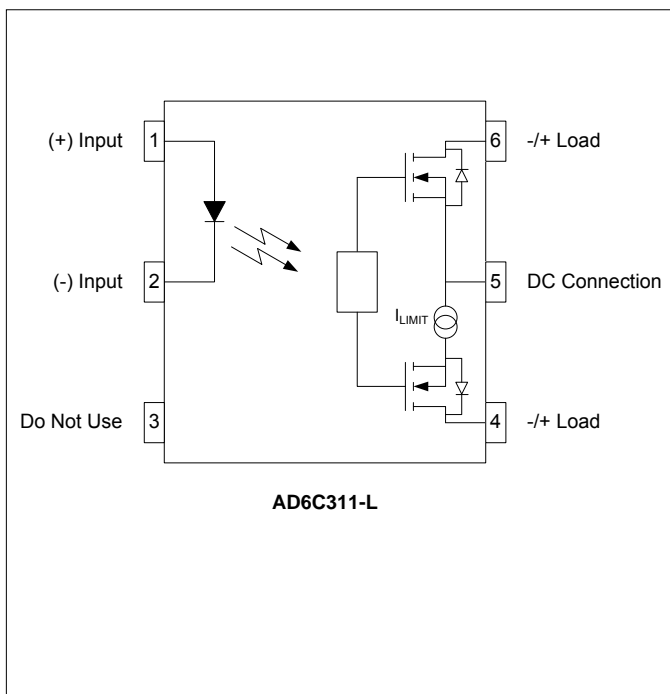 (+) Input 1
6 -/+ Load
(-) Input 2
5 DC Connection
I_LIMIT
Do Not Use 3
4 -/+ Load
AD6C311-L